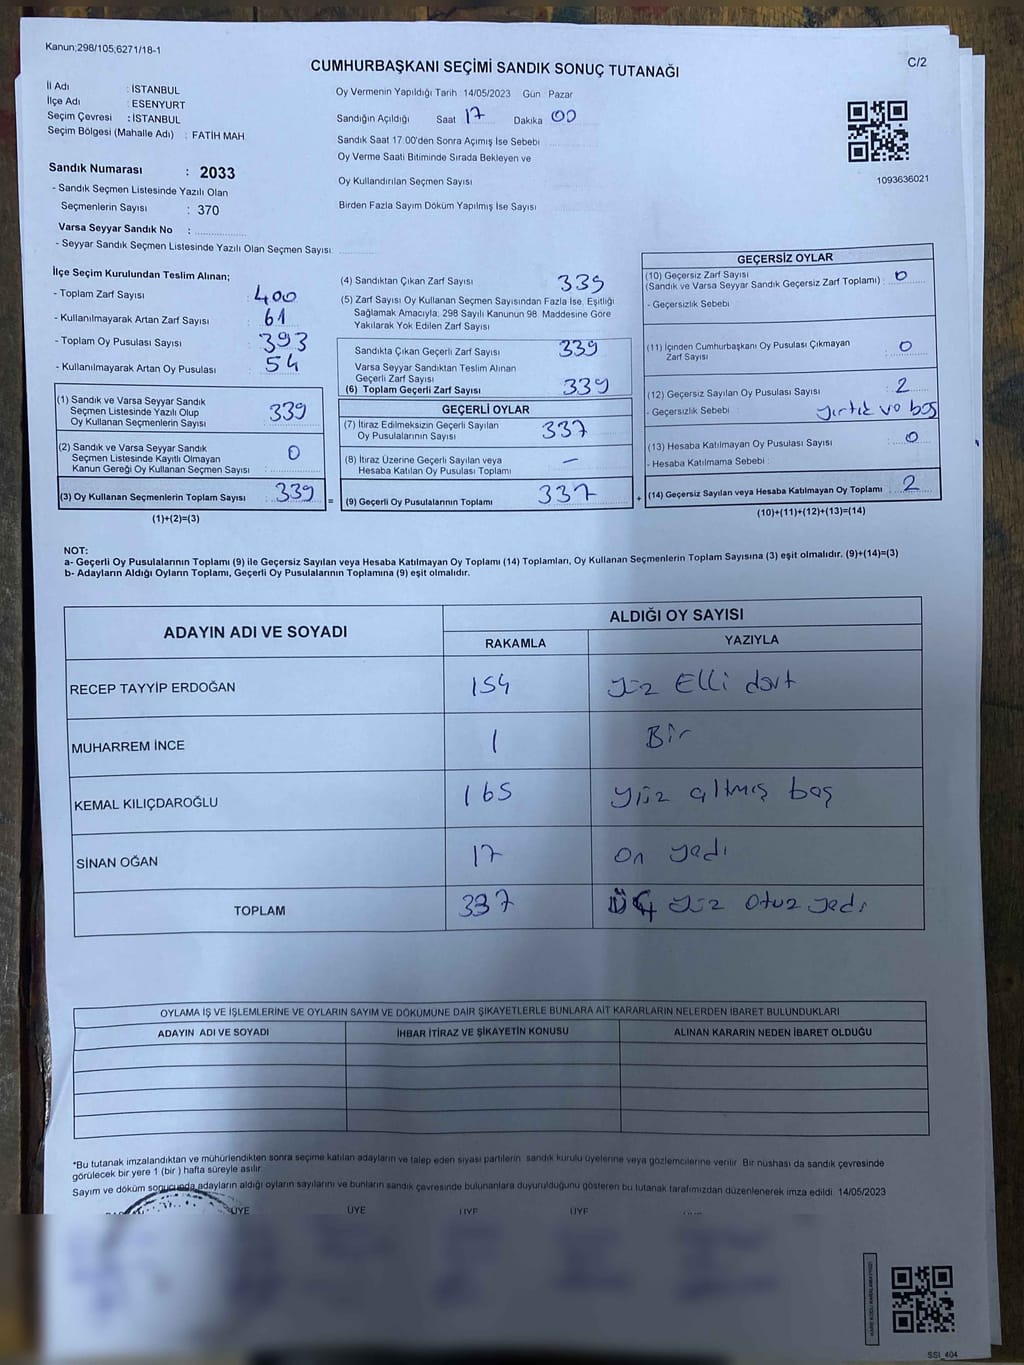 Kanun;298/105;6271/18-1
C/2
CUMHURBAŞKANI SEÇİMİ SANDIK SONUÇ TUTANAĞI
İl Adı : İSTANBUL
İlçe Adı : ESENYURT
Seçim Çevresi : İSTANBUL
Seçim Bölgesi (Mahalle Adı) : FATİH MAH
Sandık Numarası : 2033
- Sandık Seçmen Listesinde Yazılı Olan
Seçmenlerin Sayısı : 370
Varsa Seyyar Sandık No :
- Seyyar Sandık Seçmen Listesinde Yazılı Olan Seçmen Sayısı:
Oy Vermenin Yapıldığı Tarih : 14/05/2023 Gün : Pazar
Sandığın Açıldığı Saat 17 Dakika 00
Sandık Saat 17:00'den Sonra Açımış İse Sebebi
Oy Verme Saati Bitiminde Sırada Bekleyen ve
Oy Kullandırılan Seçmen Sayısı
Birden Fazla Sayım Döküm Yapılmış İse Sayısı
1093636021
İlçe Seçim Kurulundan Teslim Alınan;
- Toplam Zarf Sayısı : 400
- Kullanılmayarak Artan Zarf Sayısı : 61
- Toplam Oy Pusulası Sayısı : 393
- Kullanılmayarak Artan Oy Pusulası : 54
(1) Sandık ve Varsa Seyyar Sandık
Seçmen Listesinde Yazılı Olup
Oy Kullanan Seçmenlerin Sayısı : 339
(2) Sandık ve Varsa Seyyar Sandık
Seçmen Listesinde Kayıtlı Olmayan
Kanun Gereği Oy Kullanan Seçmen Sayısı : 0
(3) Oy Kullanan Seçmenlerin Toplam Sayısı : 339
(1)+(2)=(3)
=
(4) Sandıktan Çıkan Zarf Sayısı 339
(5) Zarf Sayısı Oy Kullanan Seçmen Sayısından Fazla İse, Eşitliği
Sağlamak Amacıyla, 298 Sayılı Kanunun 98. Maddesine Göre
Yakılarak Yok Edilen Zarf Sayısı
Sandıkta Çıkan Geçerli Zarf Sayısı 339
Varsa Seyyar Sandıktan Teslim Alınan
Geçerli Zarf Sayısı
(6) Toplam Geçerli Zarf Sayısı 339
GEÇERLİ OYLAR
(7) İtiraz Edilmeksizin Geçerli Sayılan
Oy Pusulalarının Sayısı 337
(8) İtiraz Üzerine Geçerli Sayılan veya
Hesaba Katılan Oy Pusulası Toplamı –
(9) Geçerli Oy Pusulalarının Toplamı 337
+
GEÇERSİZ OYLAR
(10) Geçersiz Zarf Sayısı
(Sandık ve Varsa Seyyar Sandık Geçersiz Zarf Toplamı) : 0
- Geçersizlik Sebebi
(11) İçinden Cumhurbaşkanı Oy Pusulası Çıkmayan
Zarf Sayısı : 0
(12) Geçersiz Sayılan Oy Pusulası Sayısı : 2
- Geçersizlik Sebebi : yırtık ve boş
(13) Hesaba Katılmayan Oy Pusulası Sayısı : 0
- Hesaba Katılmama Sebebi :
(14) Geçersiz Sayılan veya Hesaba Katılmayan Oy Toplamı : 2
(10)+(11)+(12)+(13)=(14)
NOT:
a- Geçerli Oy Pusulalarının Toplamı (9) ile Geçersiz Sayılan veya Hesaba Katılmayan Oy Toplamı (14) Toplamları, Oy Kullanan Seçmenlerin Toplam Sayısına (3) eşit olmalıdır. (9)+(14)=(3)
b- Adayların Aldığı Oyların Toplamı, Geçerli Oy Pusulalarının Toplamına (9) eşit olmalıdır.
ADAYIN ADI VE SOYADI ALDIĞI OY SAYISI
RAKAMLA YAZIYLA
RECEP TAYYİP ERDOĞAN 154 Yüz Elli dört
MUHARREM İNCE 1 Bir
KEMAL KILIÇDAROĞLU 165 Yüz altmış beş
SİNAN OĞAN 17 On yedi
TOPLAM 337 Üç Yüz Otuz yedi
OYLAMA İŞ VE İŞLEMLERİNE VE OYLARIN SAYIM VE DÖKÜMÜNE DAİR ŞİKAYETLERLE BUNLARA AİT KARARLARIN NELERDEN İBARET BULUNDUKLARI
ADAYIN ADI VE SOYADI İHBAR İTİRAZ VE ŞİKAYETİN KONUSU ALINAN KARARIN NEDEN İBARET OLDUĞU
*Bu tutanak imzalandıktan ve mühürlendikten sonra seçime katılan adayların ve talep eden siyasi partilerin sandık kurulu üyelerine veya gözlemcilerine verilir. Bir nüshası da sandık çevresinde
görülecek bir yere 1 (bir ) hafta süreyle asılır.
Sayım ve döküm sonucunda adayların aldığı oyların sayılarını ve bunların sandık çevresinde bulunanlara duyurulduğunu gösteren bu tutanak tarafımızdan düzenlenerek imza edildi. 14/05/2023
ÜYE ÜYE ÜYE ÜYE
SSI_404